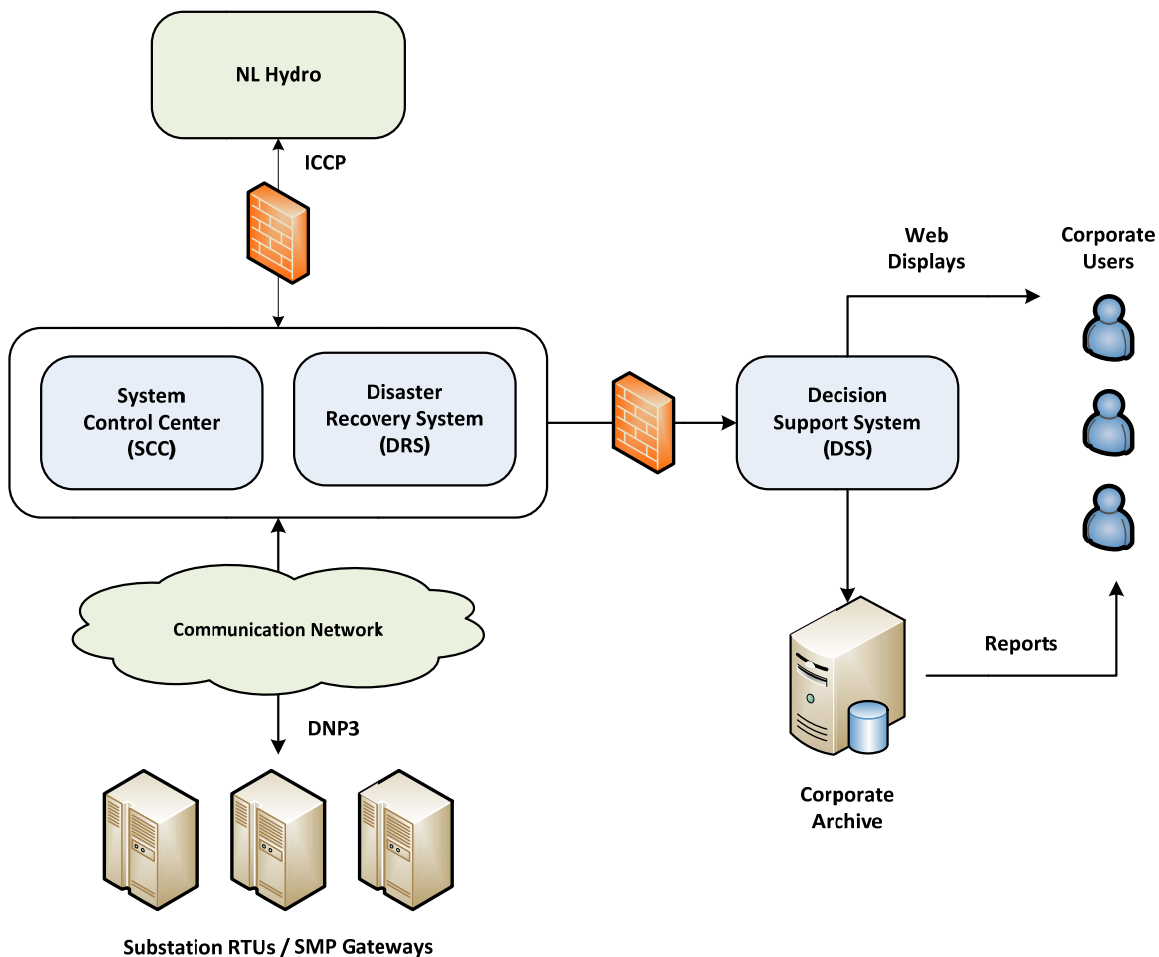 NL Hydro
ICCP
Web
Displays
Corporate
Users
System
Control Center
(SCC)
Disaster
Recovery System
(DRS)
Decision
Support System
(DSS)
Communication Network
Reports
DNP3
Corporate
Archive
Substation RTUs / SMP Gateways